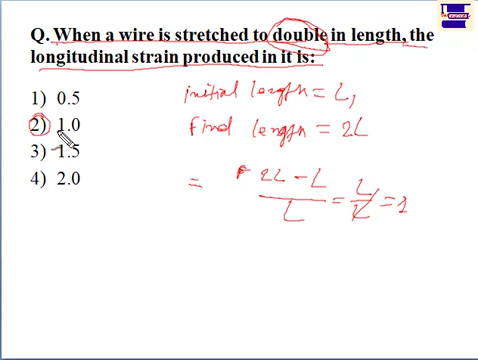 Q. When a wire is stretched to double in length, the
longitudinal strain produced in it is:
1) 0.5
2) 1.0
3) 1.5
4) 2.0
initial length = L,
find length = 2L
= 2L - L / L = L / L = 1